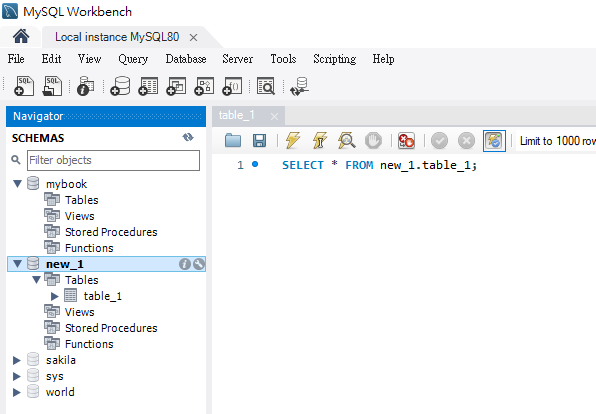 MySQL Workbench
Local instance MySQL80
File Edit View Query Database Server Tools Scripting Help
SQL SQL
Navigator
table_1
SCHEMAS
Limit to 1000 row
Filter objects
1 SELECT * FROM new_1.table_1;
mybook
Tables
Views
Stored Procedures
Functions
new_1
Tables
table_1
Views
Stored Procedures
Functions
sakila
sys
world